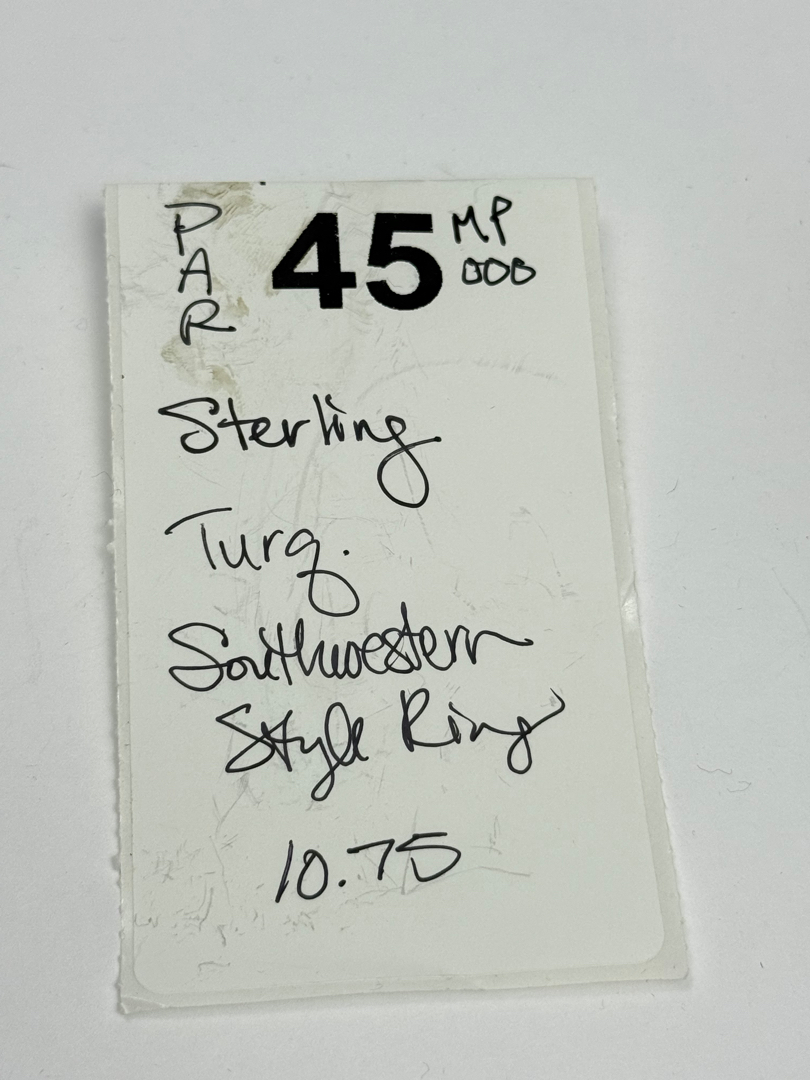 PAR
45
MP
000
Sterling
Turq.
Southwestern
Style Ring
10.75